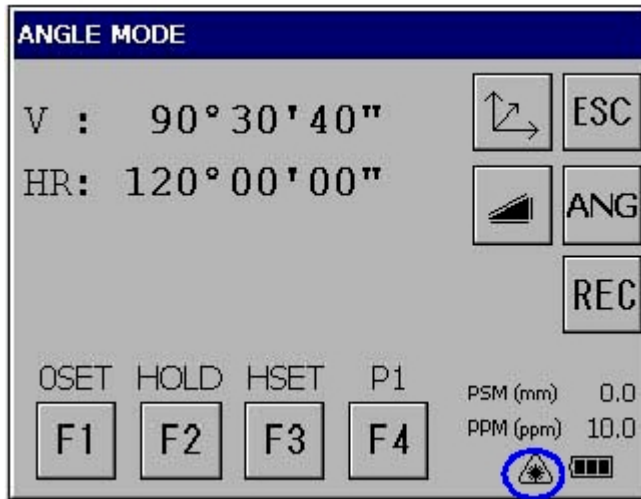 ANGLE MODE
V : 90°30'40"
HR: 120°00'00"
ESC
ANG
REC
0SET HOLD HSET P1
F1 F2 F3 F4
PSM (mm) 0.0
PPM (ppm) 10.0